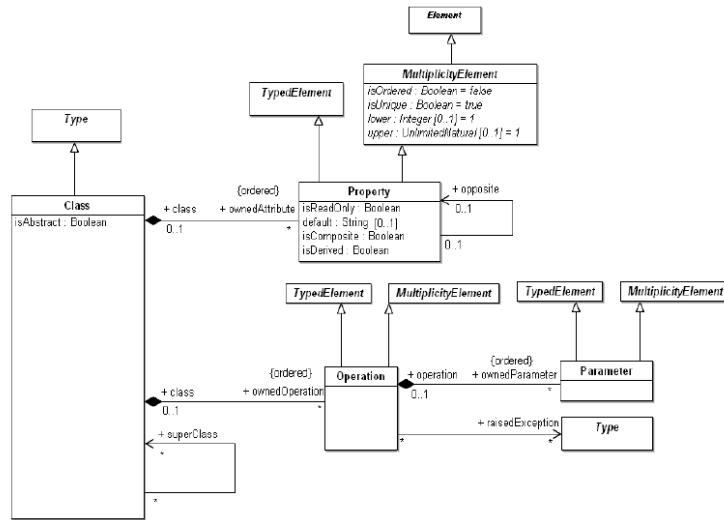 Element
MultiplicityElement
isOrdered : Boolean = false
isUnique : Boolean = true
lower : Integer [0..1] = 1
upper : UnlimitedNatural [0..1] = 1
TypedElement
Type
Class
isAbstract : Boolean
+ class
0..1
{ordered}
+ ownedAttribute
*
Property
isReadOnly : Boolean
default : String [0..1]
isComposite : Boolean
isDerived : Boolean
+ opposite
0..1
0..1
TypedElement
MultiplicityElement
TypedElement
MultiplicityElement
+ class
0..1
{ordered}
+ ownedOperation
*
Operation
+ operation
0..1
{ordered}
+ ownedParameter
*
Parameter
+ raisedException
*
*
Type
+ superClass
*
*